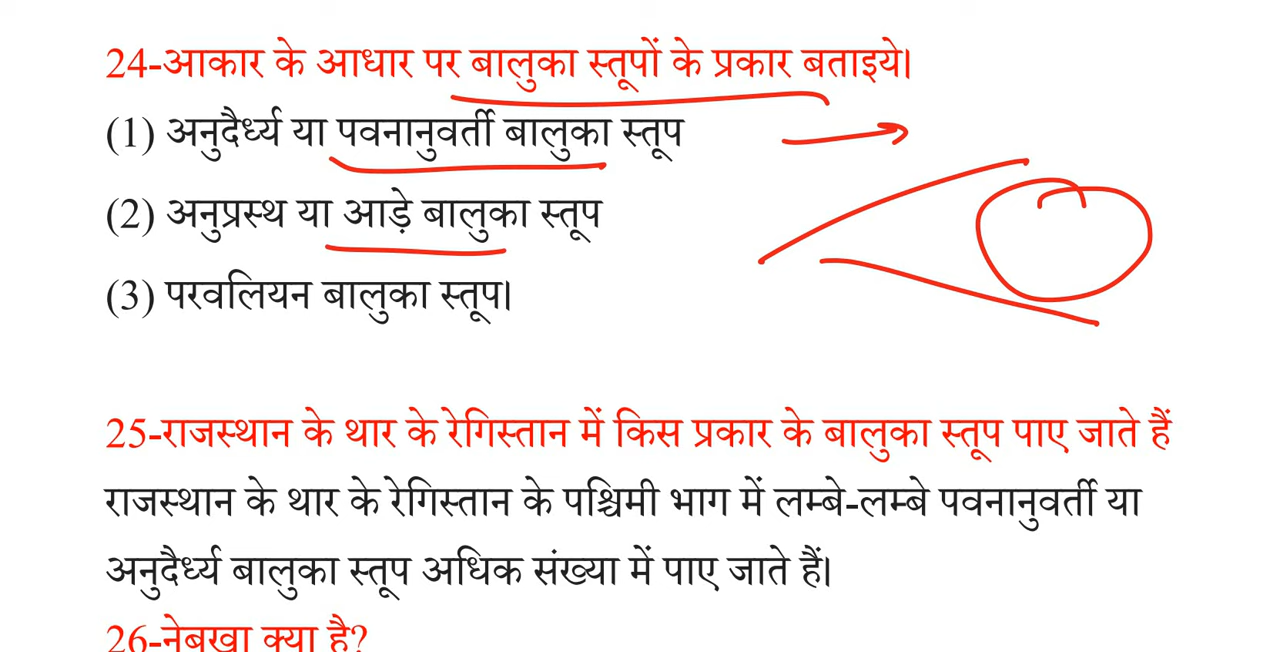 24-आकार के आधार पर बालुका स्तूपों के प्रकार बताइये।
(1) अनुदैर्ध्य या पवनानुवर्ती बालुका स्तूप
(2) अनुप्रस्थ या आड़े बालुका स्तूप
(3) परवलियन बालुका स्तूप।
25-राजस्थान के थार के रेगिस्तान में किस प्रकार के बालुका स्तूप पाए जाते हैं
राजस्थान के थार के रेगिस्तान के पश्चिमी भाग में लम्बे-लम्बे पवनानुवर्ती या
अनुदैर्ध्य बालुका स्तूप अधिक संख्या में पाए जाते हैं।
26-नेबखा क्या है?